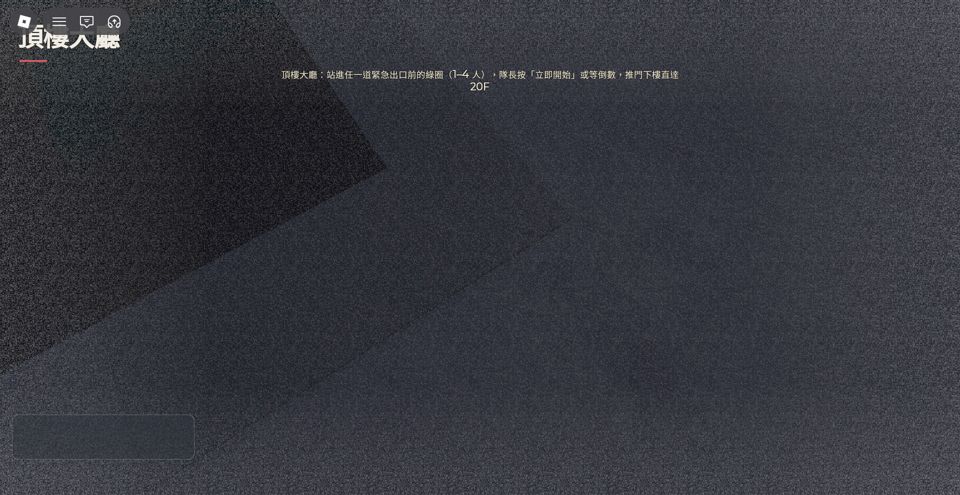 頂樓大廳
頂樓大廳：站進任一道緊急出口前的綠圈（1–4 人），隊長按「立即開始」或等倒數，推門下樓直達
20F